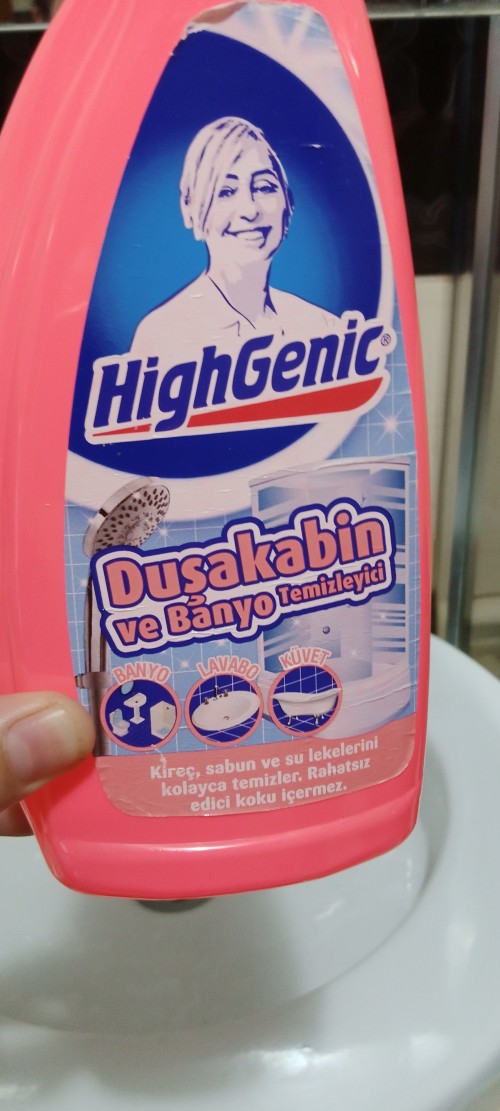 HighGenic®
Duşakabin
ve Banyo Temizleyici
BANYO LAVABO KÜVET
Kireç, sabun ve su lekelerini
kolayca temizler. Rahatsız
edici koku içermez.